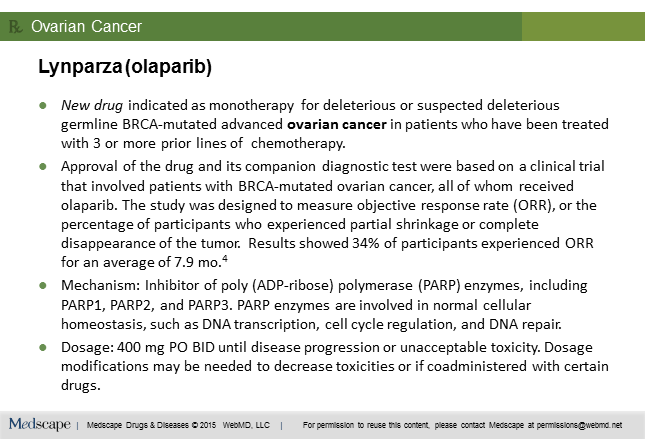 ℞ Ovarian Cancer
Lynparza (olaparib)
● New drug indicated as monotherapy for deleterious or suspected deleterious
germline BRCA-mutated advanced ovarian cancer in patients who have been treated
with 3 or more prior lines of chemotherapy.
● Approval of the drug and its companion diagnostic test were based on a clinical trial
that involved patients with BRCA-mutated ovarian cancer, all of whom received
olaparib. The study was designed to measure objective response rate (ORR), or the
percentage of participants who experienced partial shrinkage or complete
disappearance of the tumor. Results showed 34% of participants experienced ORR
for an average of 7.9 mo.4
● Mechanism: Inhibitor of poly (ADP-ribose) polymerase (PARP) enzymes, including
PARP1, PARP2, and PARP3. PARP enzymes are involved in normal cellular
homeostasis, such as DNA transcription, cell cycle regulation, and DNA repair.
● Dosage: 400 mg PO BID until disease progression or unacceptable toxicity. Dosage
modifications may be needed to decrease toxicities or if coadministered with certain
drugs.
Medscape | Medscape Drugs & Diseases © 2015 WebMD, LLC | For permission to reuse this content, please contact Medscape at permissions@webmd.net